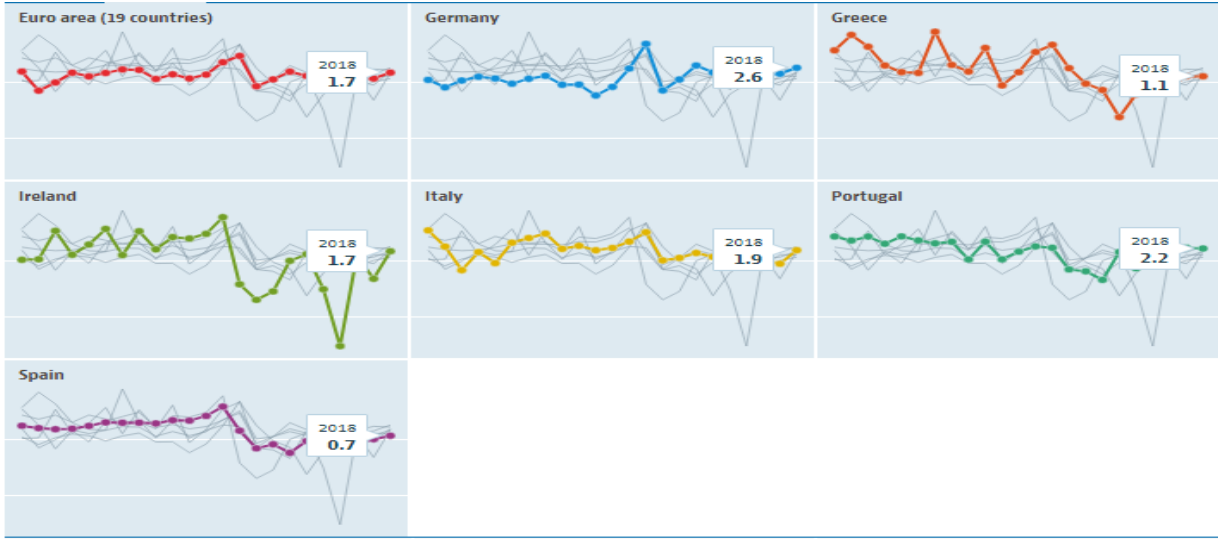 Euro area (19 countries)
2018
1.7
Germany
2018
2.6
Greece
2018
1.1
Ireland
2018
1.7
Italy
2018
1.9
Portugal
2018
2.2
Spain
2018
0.7